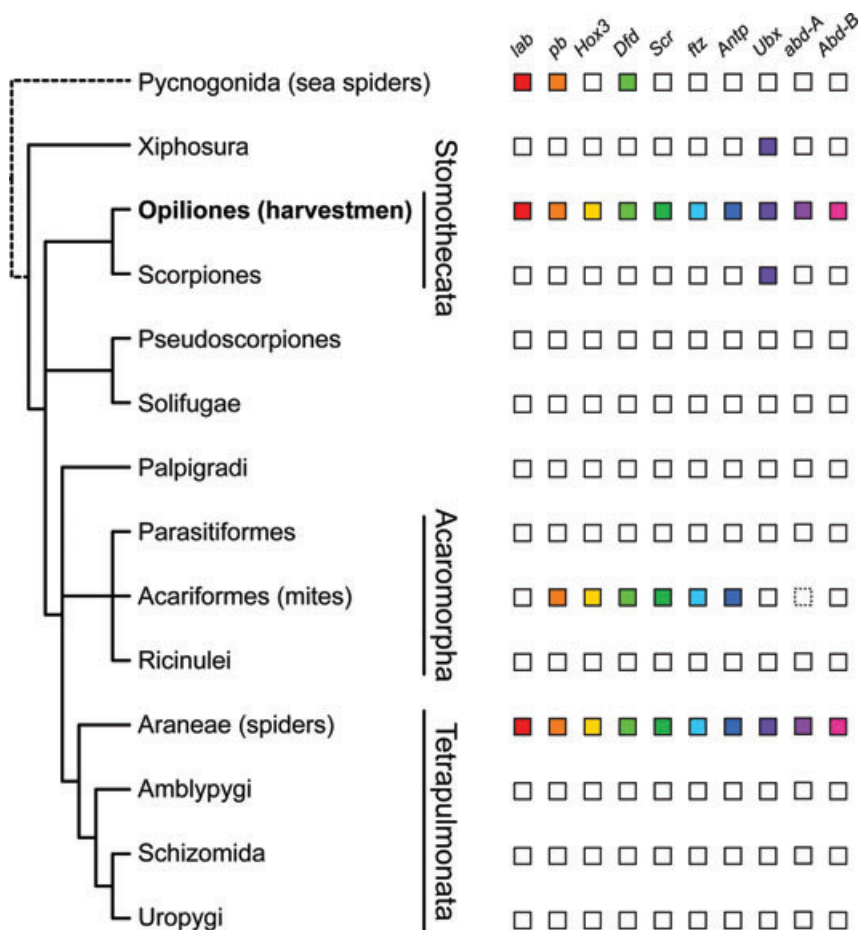 lab pb Hox3 Dfd Scr ftz Antp Ubx abd-A Abd-B
Pycnogonida (sea spiders)
Xiphosura
Opiliones (harvestmen)
Scorpiones
Stomothecata
Pseudoscorpiones
Solifugae
Palpigradi
Parasitiformes
Acariformes (mites)
Ricinulei
Acaromorpha
Araneae (spiders)
Amblypygi
Schizomida
Uropygi
Tetrapulmonata